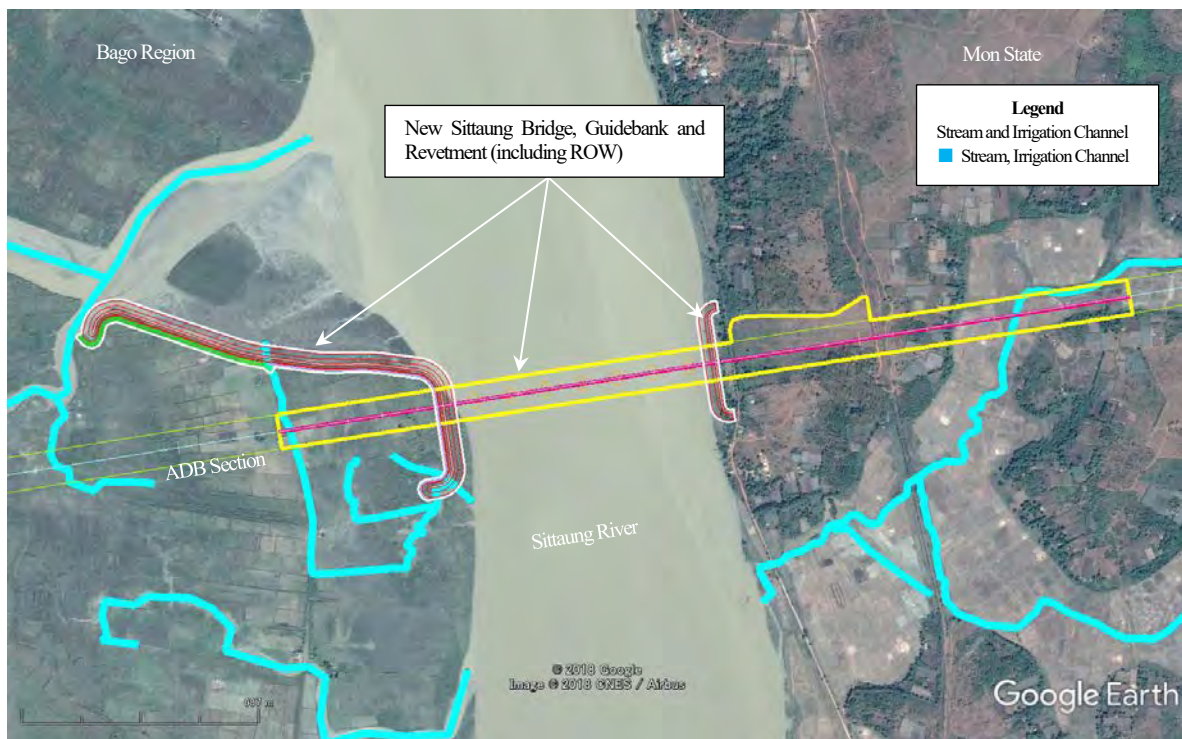 Bago Region
Mon State
New Sittaung Bridge, Guidebank and
Revetment (including ROW)
Legend
Stream and Irrigation Channel
Stream, Irrigation Channel
ADB Section
Sittaung River
© 2018 Google
Image © 2018 CNES / Airbus
Google Earth